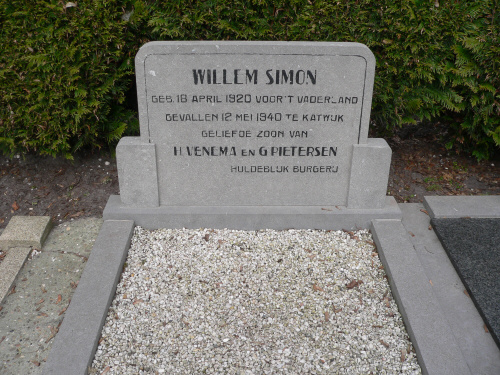 WILLEM SIMON
GEB. 18 APRIL 1920 VOOR 'T VADERLAND
GEVALLEN 12 MEI 1940 TE KATWIJK
GELIEFDE ZOON VAN
H. VENEMA EN G. PIETERSEN
HULDEBLIJK BURGERIJ